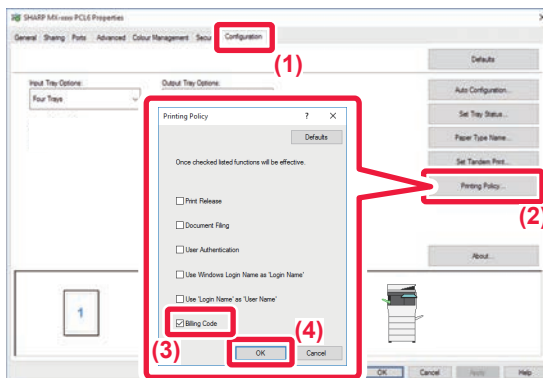 SHARP MX-xxxx PCL6 Properties
General Sharing Ports Advanced Colour Management Secu Configuration
(1)
Defaults
Input Tray Options:
Output Tray Options:
Four Trays
Auto Configuration...
Set Tray Status...
Paper Type Name...
Set Tandem Print...
Printing Policy...
(2)
About...
Printing Policy ? ×
Defaults
Once checked listed functions will be effective.
Print Release
Document Filing
User Authentication
Use Windows Login Name as 'Login Name'
Use 'Login Name' as 'User Name'
Billing Code
(3)
(4)
OK Cancel
1
OK Cancel Apply Help